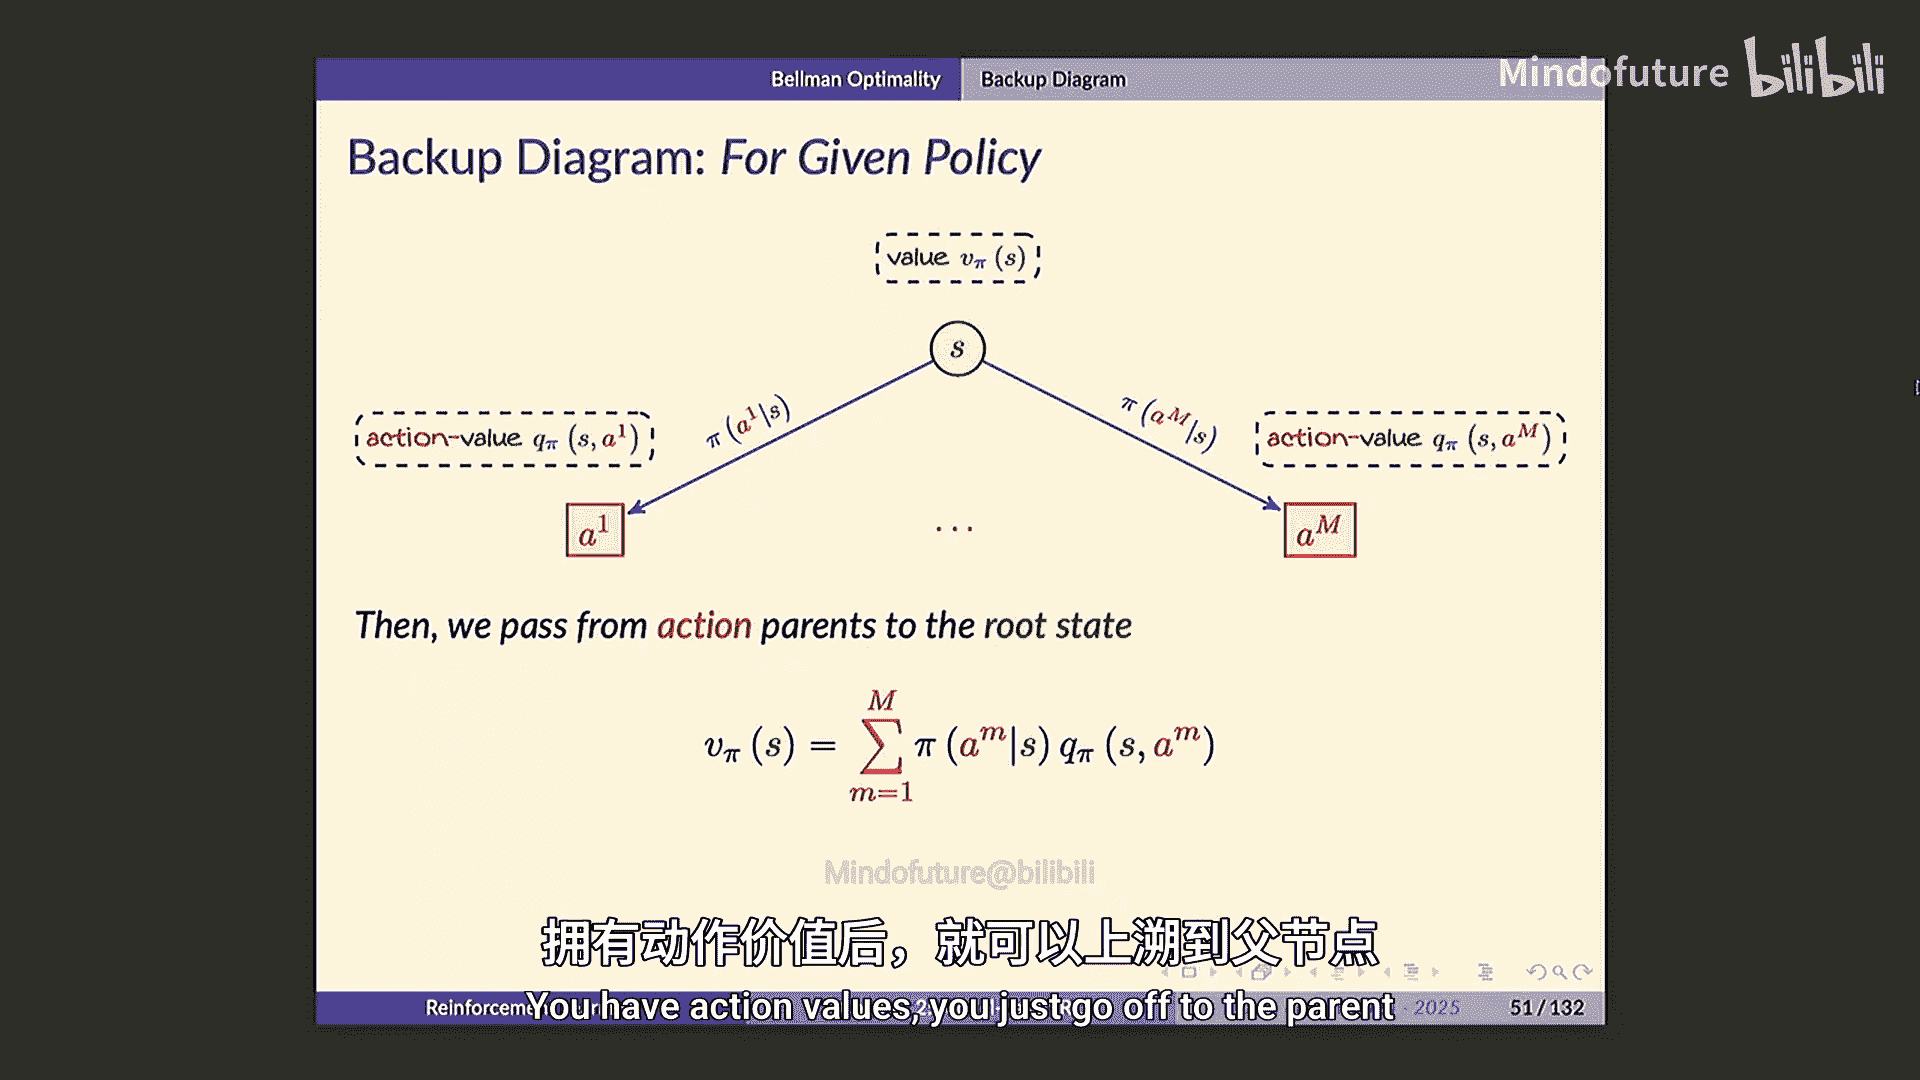 Bellman Optimality Backup Diagram
Mindofuture bilibili
Backup Diagram: For Given Policy
value vπ (s)
s
π (a¹|s)
π (aᴹ|s)
action-value qπ (s, a¹)
action-value qπ (s, aᴹ)
a¹
...
aᴹ
Then, we pass from action parents to the root state
vπ (s) = ∑_{m=1}^{M} π (aᵐ|s) qπ (s, aᵐ)
Mindofuture@bilibili
拥有动作价值后，就可以上溯到父节点
You have action values, you just go off to the parent
2025 51 / 132